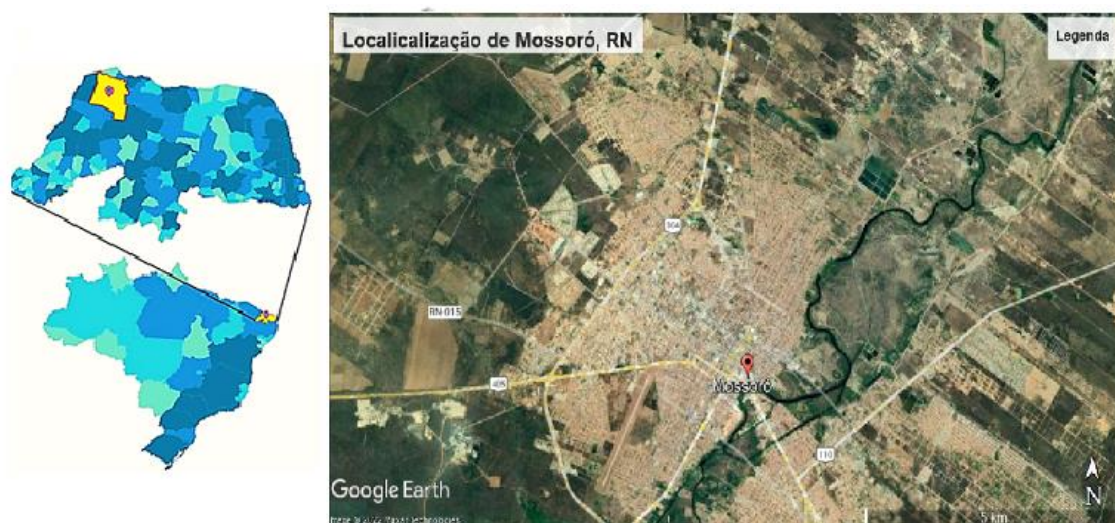 Localicalização de Mossoró, RN
Legenda
304
RN-015
405
Mossoró
110
Google Earth
N
5 km